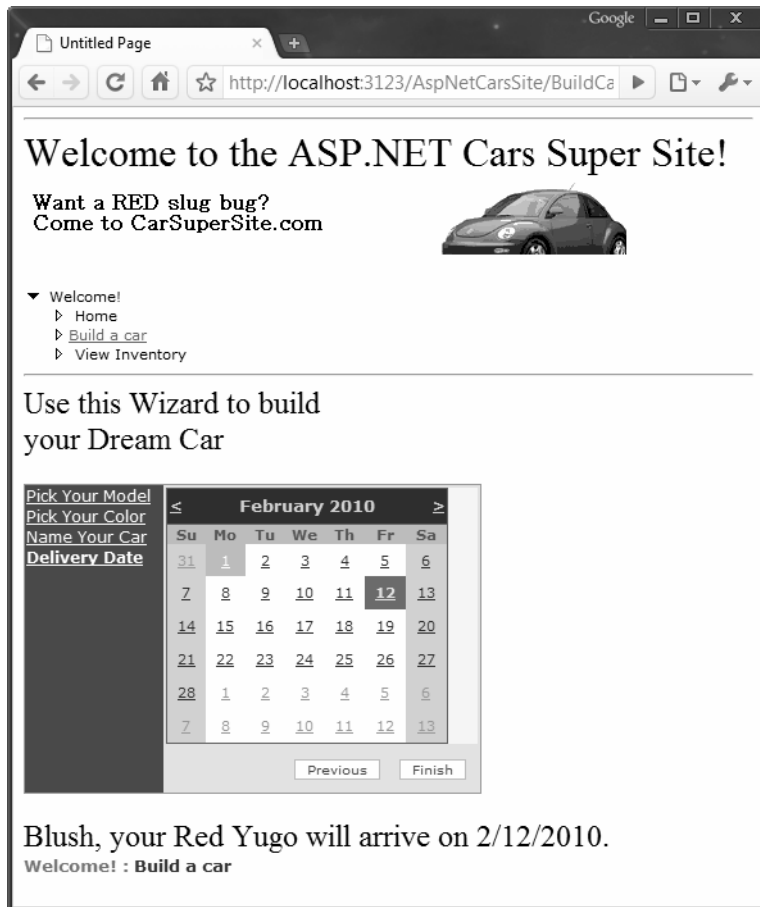 Google
Untitled Page
http://localhost:3123/AspNetCarsSite/BuildCa
Welcome to the ASP.NET Cars Super Site!
Want a RED slug bug?
Come to CarSuperSite.com
Welcome!
Home
Build a car
View Inventory
Use this Wizard to build
your Dream Car
Pick Your Model
Pick Your Color
Name Your Car
Delivery Date
< February 2010 >
Su Mo Tu We Th Fr Sa
31 1 2 3 4 5 6
7 8 9 10 11 12 13
14 15 16 17 18 19 20
21 22 23 24 25 26 27
28 1 2 3 4 5 6
7 8 9 10 11 12 13
Previous Finish
Blush, your Red Yugo will arrive on 2/12/2010.
Welcome! : Build a car